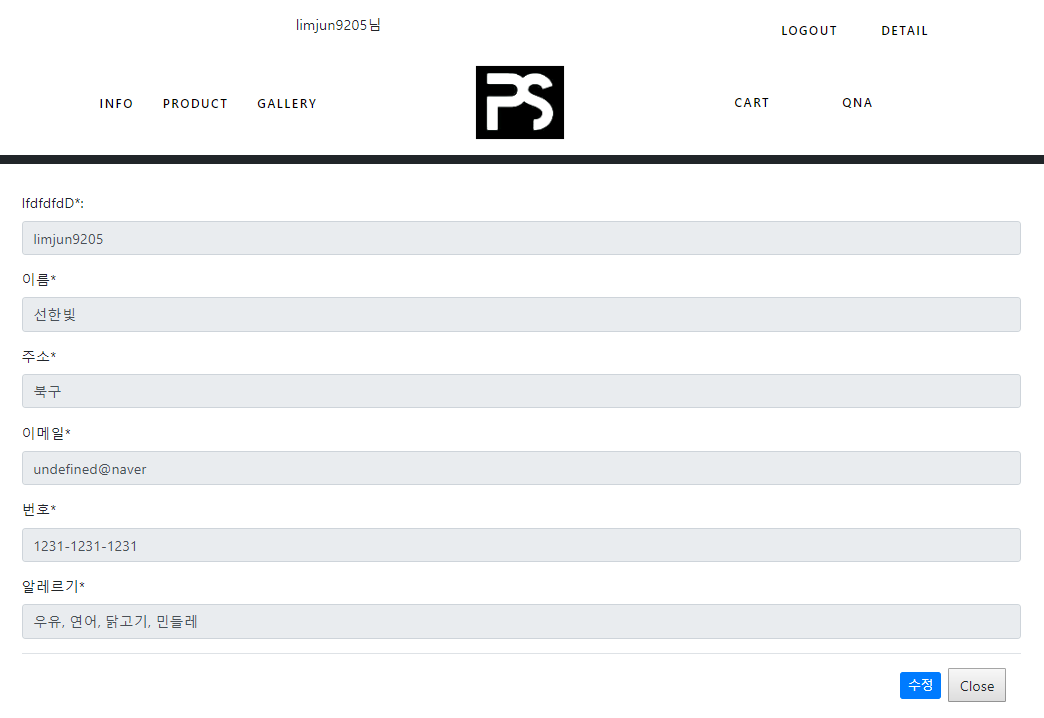 limjun9205님
LOGOUT DETAIL
INFO PRODUCT GALLERY PS CART QNA
IfdfdfdD*:
limjun9205
이름*
선한빛
주소*
북구
이메일*
undefined@naver
번호*
1231-1231-1231
알레르기*
우유, 연어, 닭고기, 민들레
수정 Close